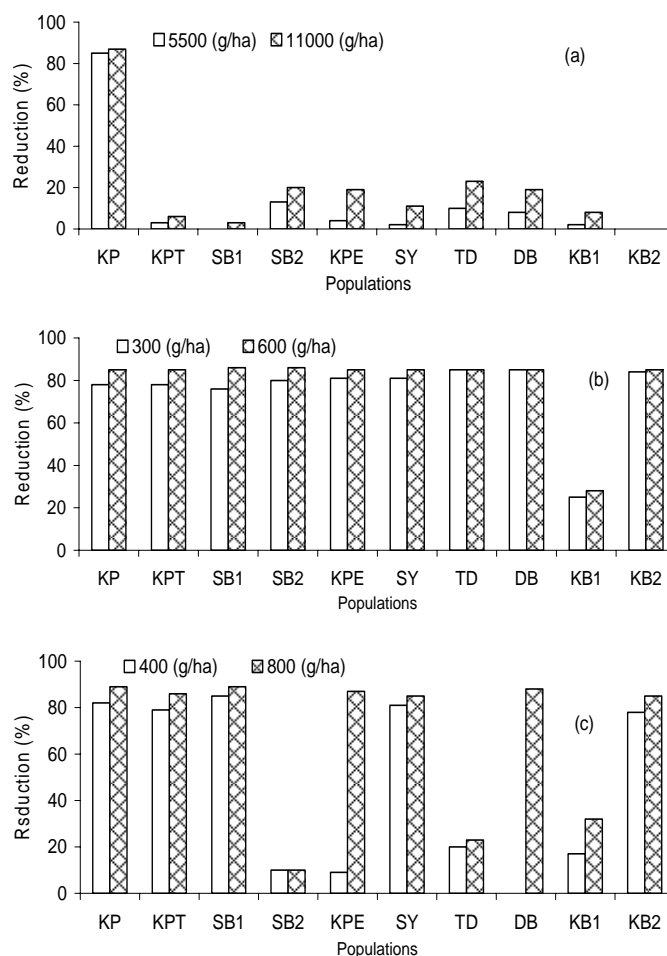 100
80
60
40
20
0
Reduction (%)
5500 (g/ha) 11000 (g/ha)
(a)
KP KPT SB1 SB2 KPE SY TD DB KB1 KB2
Populations
100
80
60
40
20
0
Reduction (%)
300 (g/ha) 600 (g/ha)
(b)
KP KPT SB1 SB2 KPE SY TD DB KB1 KB2
Populations
100
80
60
40
20
0
Rsduction (%)
400 (g/ha) 800 (g/ha)
(c)
KP KPT SB1 SB2 KPE SY TD DB KB1 KB2
Populations